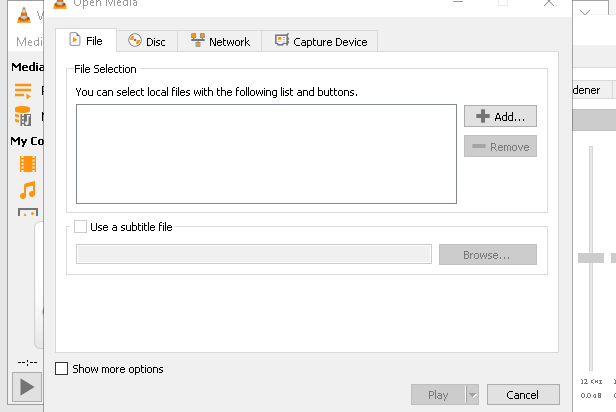 Open Media
Medi
File
Disc
Network
Capture Device
Media
File Selection
dener
You can select local files with the following list and buttons.
Add...
My Co
Remove
Use a subtitle file
Browse...
--:--
Show more options
12 KHz
0.0 dB
Play
Cancel